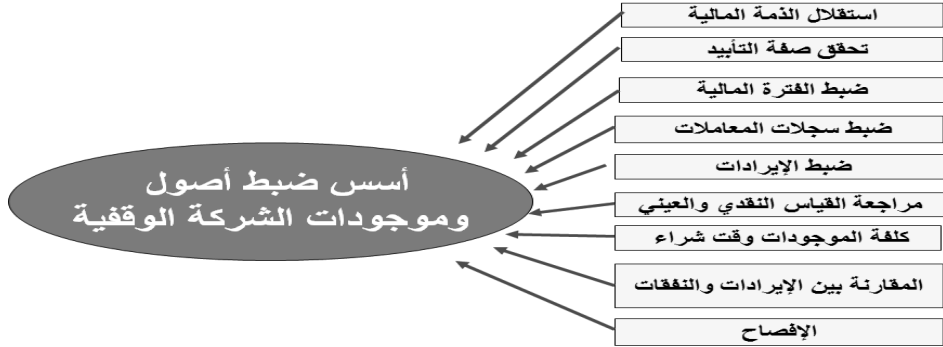 استقلال الذمة المالية
تحقق صفة التأبيد
ضبط الفترة المالية
ضبط سجلات المعاملات
ضبط الإيرادات
مراجعة القياس النقدي والعيني
كلفة الموجودات وقت شراء
المقارنة بين الإيرادات والنفقات
الإفصاح
أسس ضبط أصول
وموجودات الشركة الوقفية